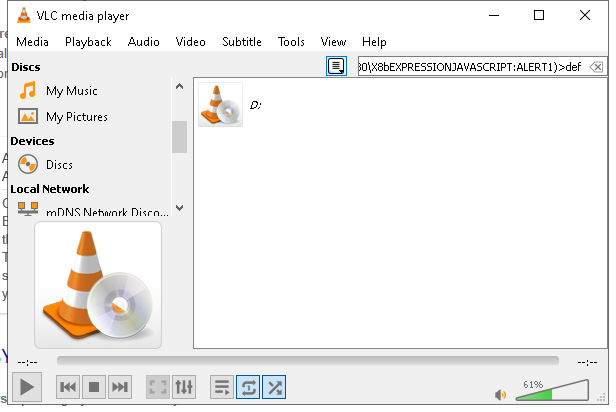 VLC media player
Media Playback Audio Video Subtitle Tools View Help
Discs
80\X8bEXPRESSIONJAVASCRIPT:ALERT1)>def
My Music
My Pictures
Devices
Discs
Local Network
mDNS Network Disco...
D:
--:--
--:--
61%